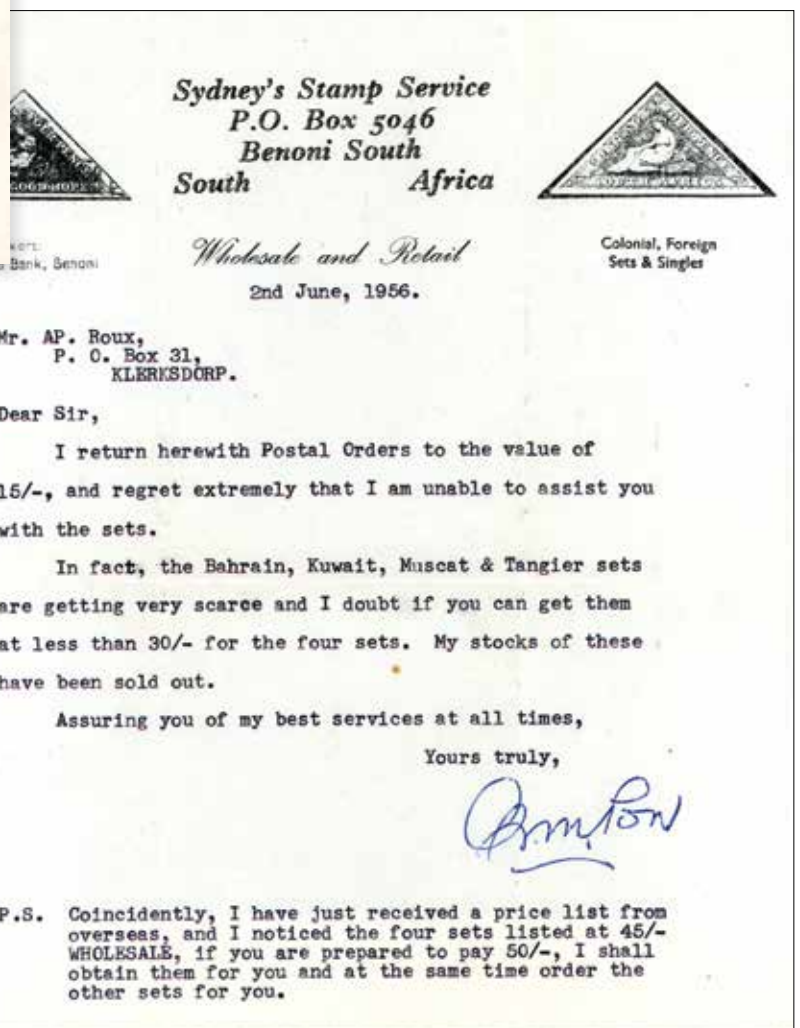 Sydney's Stamp Service
P.O. Box 5046
Benoni South
South Africa
Bank, Benoni
Wholesale and Retail
Colonial, Foreign
Sets & Singles
2nd June, 1956.
Mr. AP. Roux,
P. O. Box 31,
KLERKSDORP.
Dear Sir,
I return herewith Postal Orders to the value of
15/-, and regret extremely that I am unable to assist you
with the sets.
In fact, the Bahrain, Kuwait, Muscat & Tangier sets
are getting very scarce and I doubt if you can get them
at less than 30/- for the four sets. My stocks of these
have been sold out.
Assuring you of my best services at all times,
Yours truly,
P.S. Coincidently, I have just received a price list from
overseas, and I noticed the four sets listed at 45/-
WHOLESALE, if you are prepared to pay 50/-, I shall
obtain them for you and at the same time order the
other sets for you.